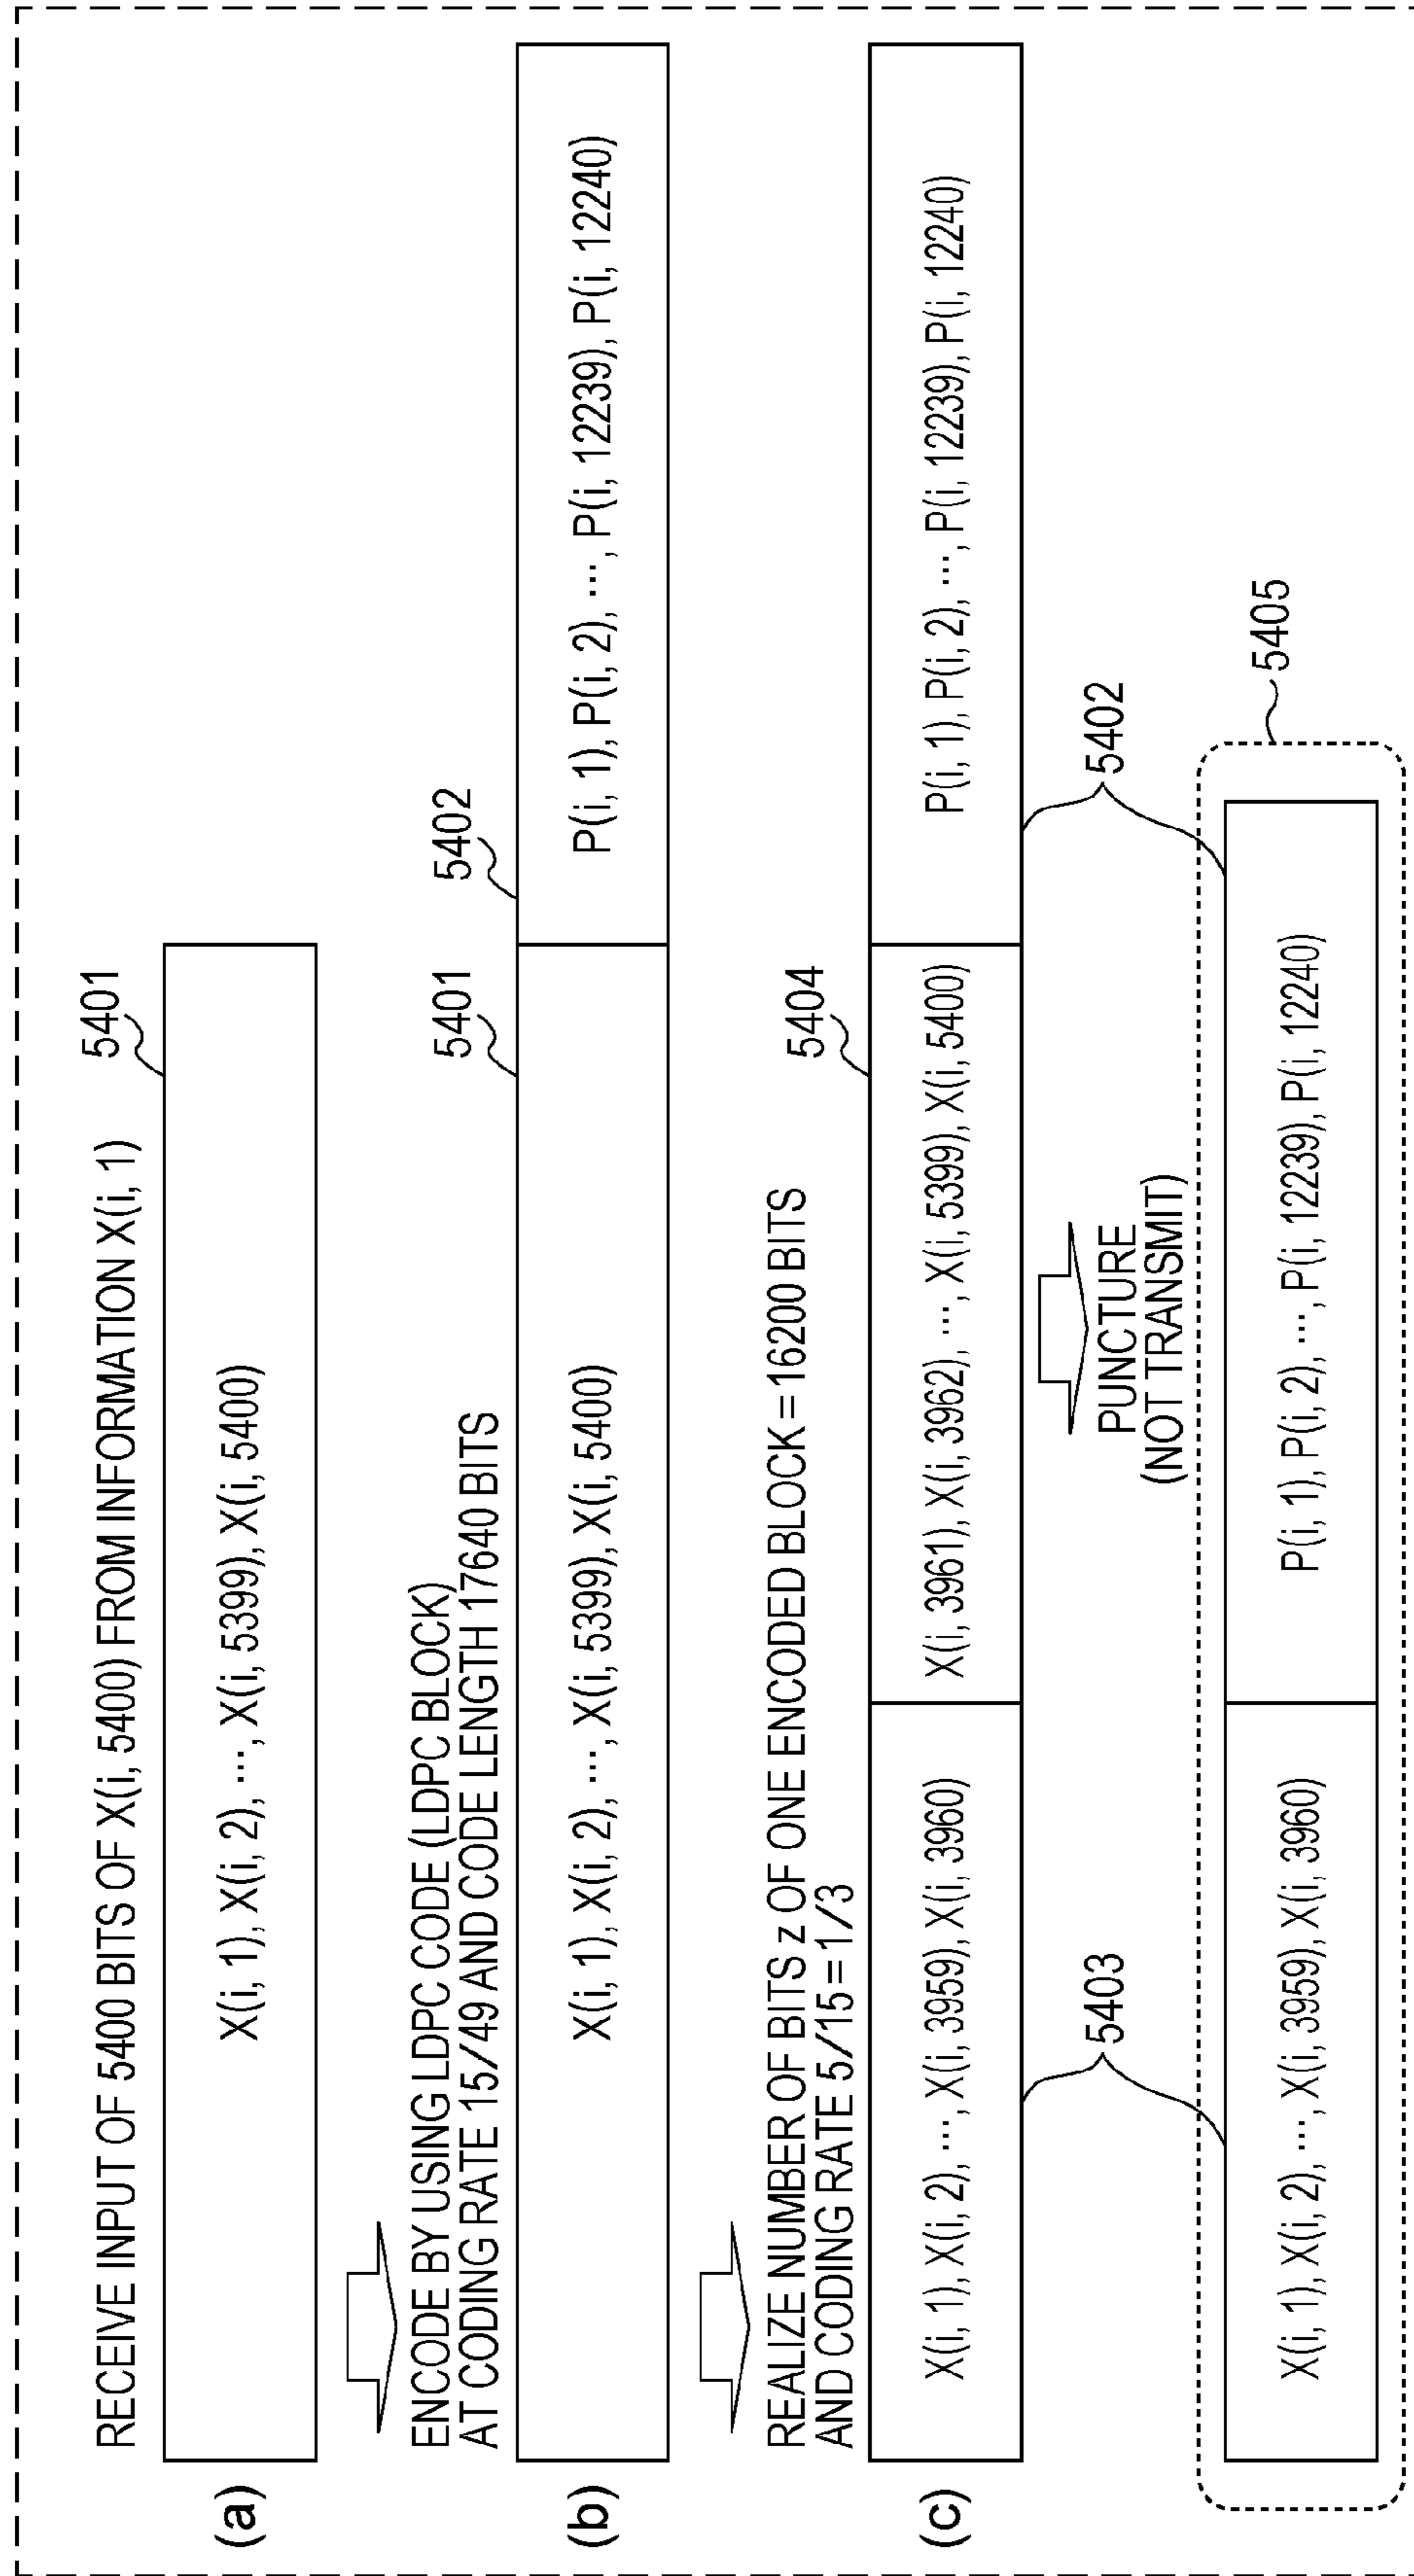 RECEIVE INPUT OF 5400 BITS OF X(i, 5400) FROM INFORMATION X(i, 1)
5401
(a)
X(i, 1), X(i, 2), ···, X(i, 5399), X(i, 5400)
ENCODE BY USING LDPC CODE (LDPC BLOCK)
AT CODING RATE 15/49 AND CODE LENGTH 17640 BITS
5401
5402
(b)
X(i, 1), X(i, 2), ···, X(i, 5399), X(i, 5400)
P(i, 1), P(i, 2), ···, P(i, 12239), P(i, 12240)
REALIZE NUMBER OF BITS z OF ONE ENCODED BLOCK = 16200 BITS
AND CODING RATE 5/15 = 1/3
5404
(c)
X(i, 1), X(i, 2), ···, X(i, 3959), X(i, 3960)
X(i, 3961), X(i, 3962), ···, X(i, 5399), X(i, 5400)
P(i, 1), P(i, 2), ···, P(i, 12239), P(i, 12240)
5403
PUNCTURE
(NOT TRANSMIT)
5402
5405
X(i, 1), X(i, 2), ···, X(i, 3959), X(i, 3960)
P(i, 1), P(i, 2), ···, P(i, 12239), P(i, 12240)